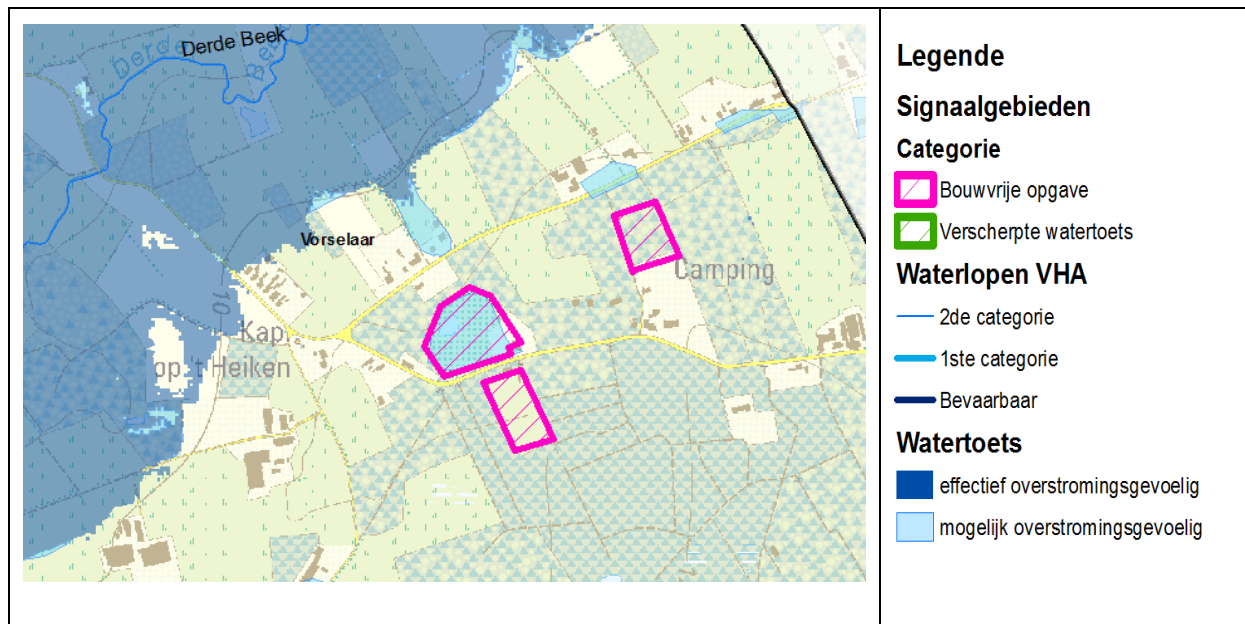 Derde Beek
Derde
Bee
Vorselaar
Camping
10
Kap.
op 't Heiken
Legende
Signaalgebieden
Categorie
Bouwvrije opgave
Verscherpte watertoets
Waterlopen VHA
2de categorie
1ste categorie
Bevaarbaar
Watertoets
effectief overstromingsgevoelig
mogelijk overstromingsgevoelig